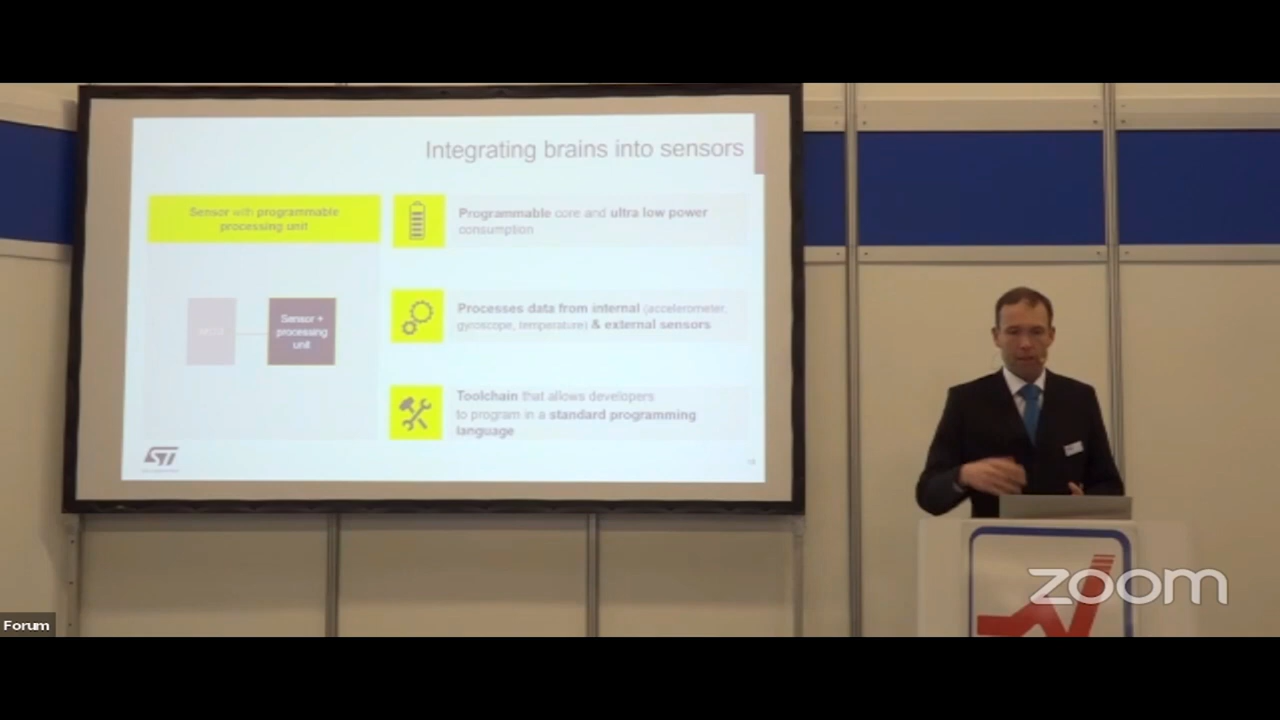 Integrating brains into sensors
Sensor with programmable
processing unit
Sensor +
processing
unit
Programmable core and ultra low power
consumption
Processes data from internal (accelerometer,
gyroscope, temperature) & external sensors
Toolchain that allows developers
to program in a standard programming
language
ST
zoom
Forum